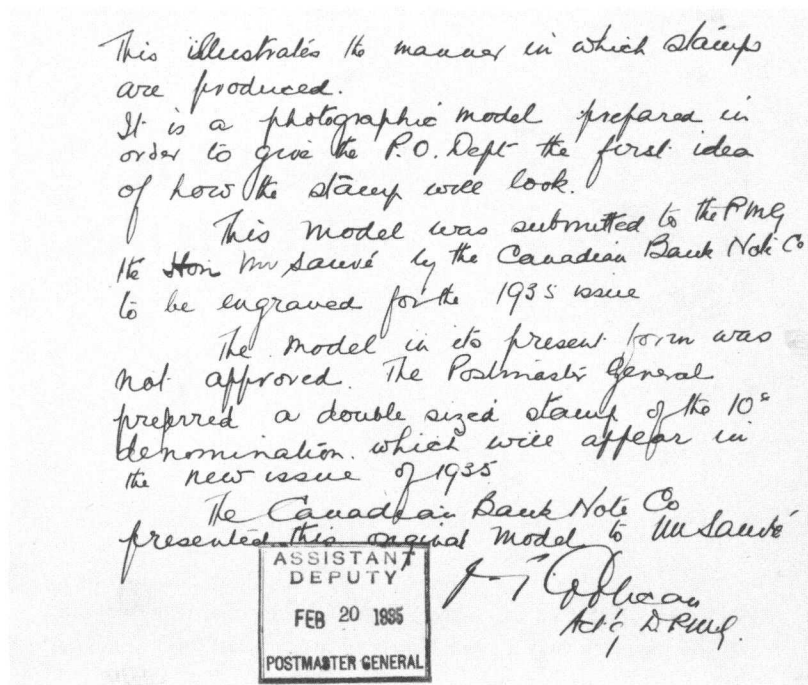 This illustrates the manner in which stamps
are produced.
It is a photographic model prepared in
order to give the P.O. Dept the first idea
of how the stamp will look.
This model was submitted to the PMG
the Hon Mr Sauvé by the Canadian Bank Note Co
to be engraved for the 1935 issue
The model in its present form was
not approved. The Postmaster General
preferred a double sized stamp of the 10c
denomination. which will appear in
the new issue of 1935
The Canadian Bank Note Co
presented this original model to Mr Sauvé
ASSISTANT
DEPUTY
FEB 20 1935
POSTMASTER GENERAL
DPMG.